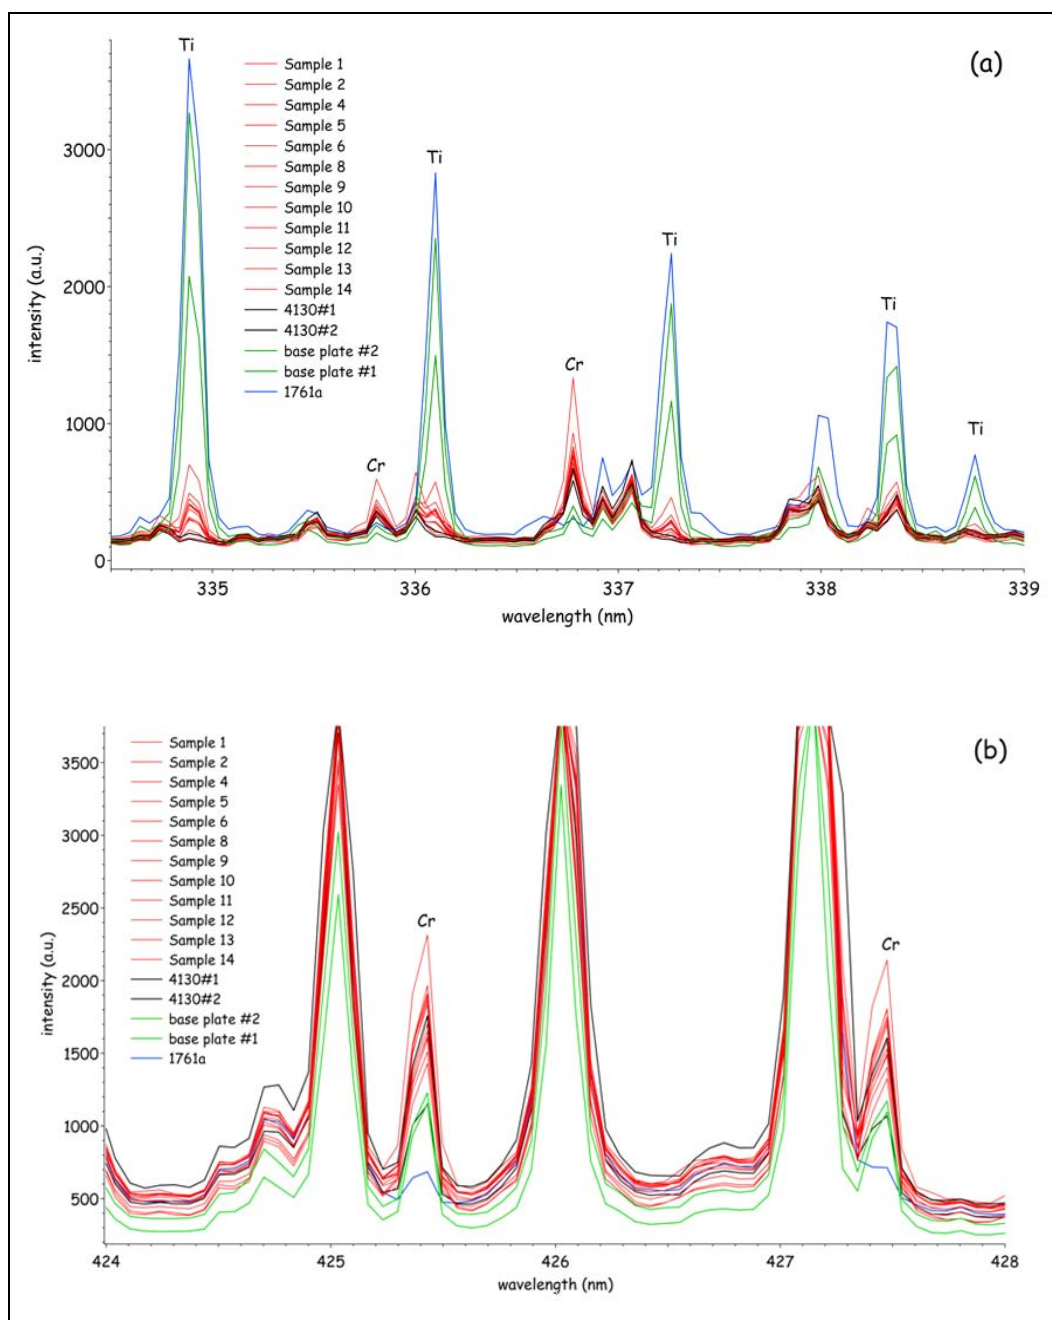 (a)
Ti
Ti
Ti
Ti
Ti
Cr
Cr
Sample 1
Sample 2
Sample 4
Sample 5
Sample 6
Sample 8
Sample 9
Sample 10
Sample 11
Sample 12
Sample 13
Sample 14
4130#1
4130#2
base plate #2
base plate #1
1761a
intensity (a.u.)
3000
2000
1000
0
335
336
337
338
339
wavelength (nm)
(b)
Sample 1
Sample 2
Sample 4
Sample 5
Sample 6
Sample 8
Sample 9
Sample 10
Sample 11
Sample 12
Sample 13
Sample 14
4130#1
4130#2
base plate #2
base plate #1
1761a
Cr
Cr
intensity (a.u.)
3500
3000
2500
2000
1500
1000
500
424
425
426
427
428
wavelength (nm)